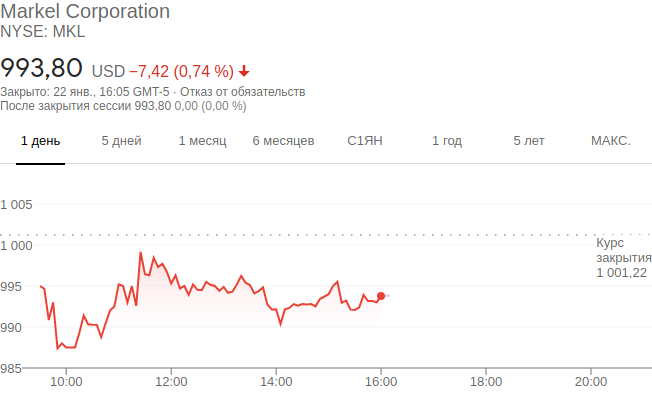 Markel Corporation
NYSE: MKL
993,80 USD −7,42 (0,74 %)
Закрыто: 22 янв., 16:05 GMT-5 · Отказ от обязательств
После закрытия сессии 993,80 0,00 (0,00 %)
1 день 5 дней 1 месяц 6 месяцев С1ЯН 1 год 5 лет МАКС.
1 005
1 000
Курс
закрытия
1 001,22
995
990
985
10:00 12:00 14:00 16:00 18:00 20:00